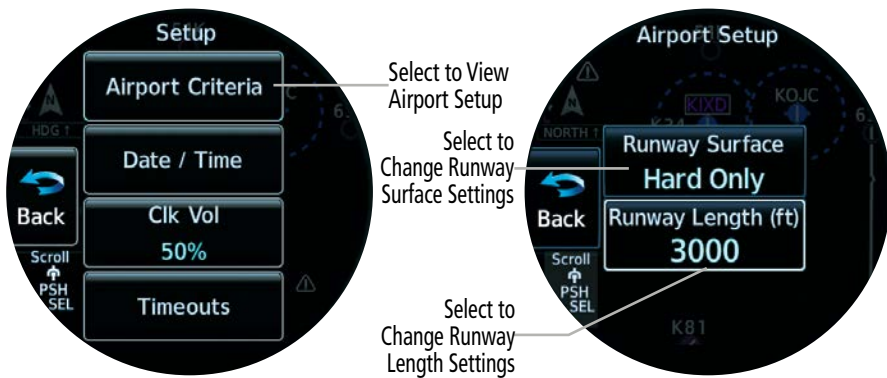 Setup
Airport Criteria
HDG ↑
Date / Time
Back
Clk Vol
50%
Scroll
PSH
SEL
Timeouts
Select to View
Airport Setup
Select to
Change Runway
Surface Settings
Select to
Change Runway
Length Settings
Airport Setup
KIXD
KOJC
NORTH ↑
Runway Surface
Hard Only
Back
Runway Length (ft)
3000
Scroll
PSH
SEL
K81